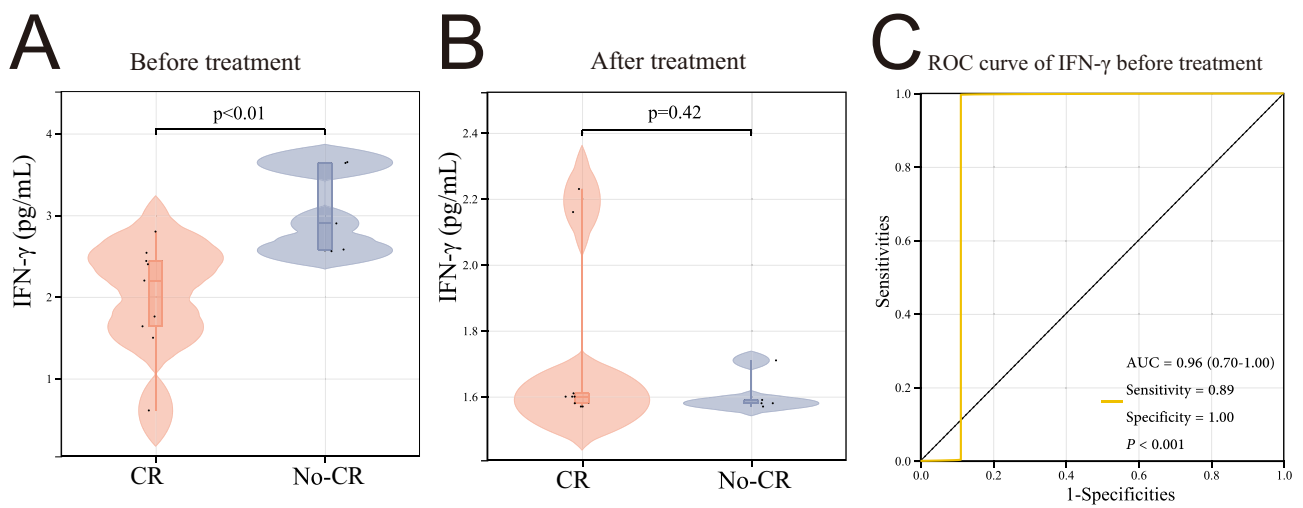 A
Before treatment
IFN-γ (pg/mL)
4
3
2
1
p<0.01
CR
No-CR
B
After treatment
IFN-γ (pg/mL)
2.4
2.2
2.0
1.8
1.6
p=0.42
CR
No-CR
C
ROC curve of IFN-γ before treatment
Sensitivities
1.0
0.8
0.6
0.4
0.2
0.0
AUC = 0.96 (0.70-1.00)
Sensitivity = 0.89
Specificity = 1.00
P < 0.001
0.0 0.2 0.4 0.6 0.8 1.0
1-Specificities